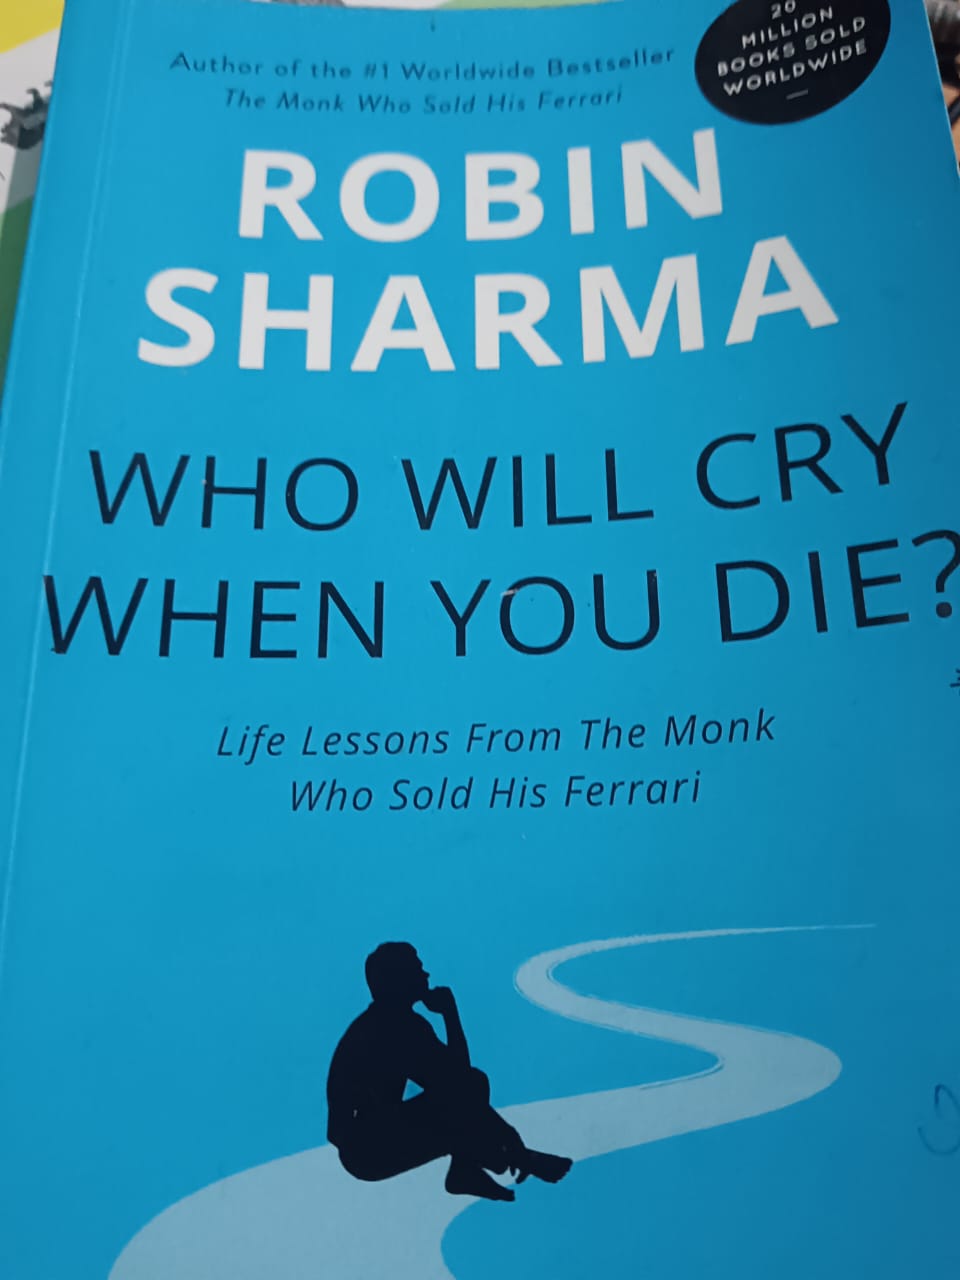 Author of the #1 Worldwide Bestseller
The Monk Who Sold His Ferrari
20
MILLION
BOOKS SOLD
WORLDWIDE
ROBIN
SHARMA
WHO WILL CRY
WHEN YOU DIE?
Life Lessons From The Monk
Who Sold His Ferrari